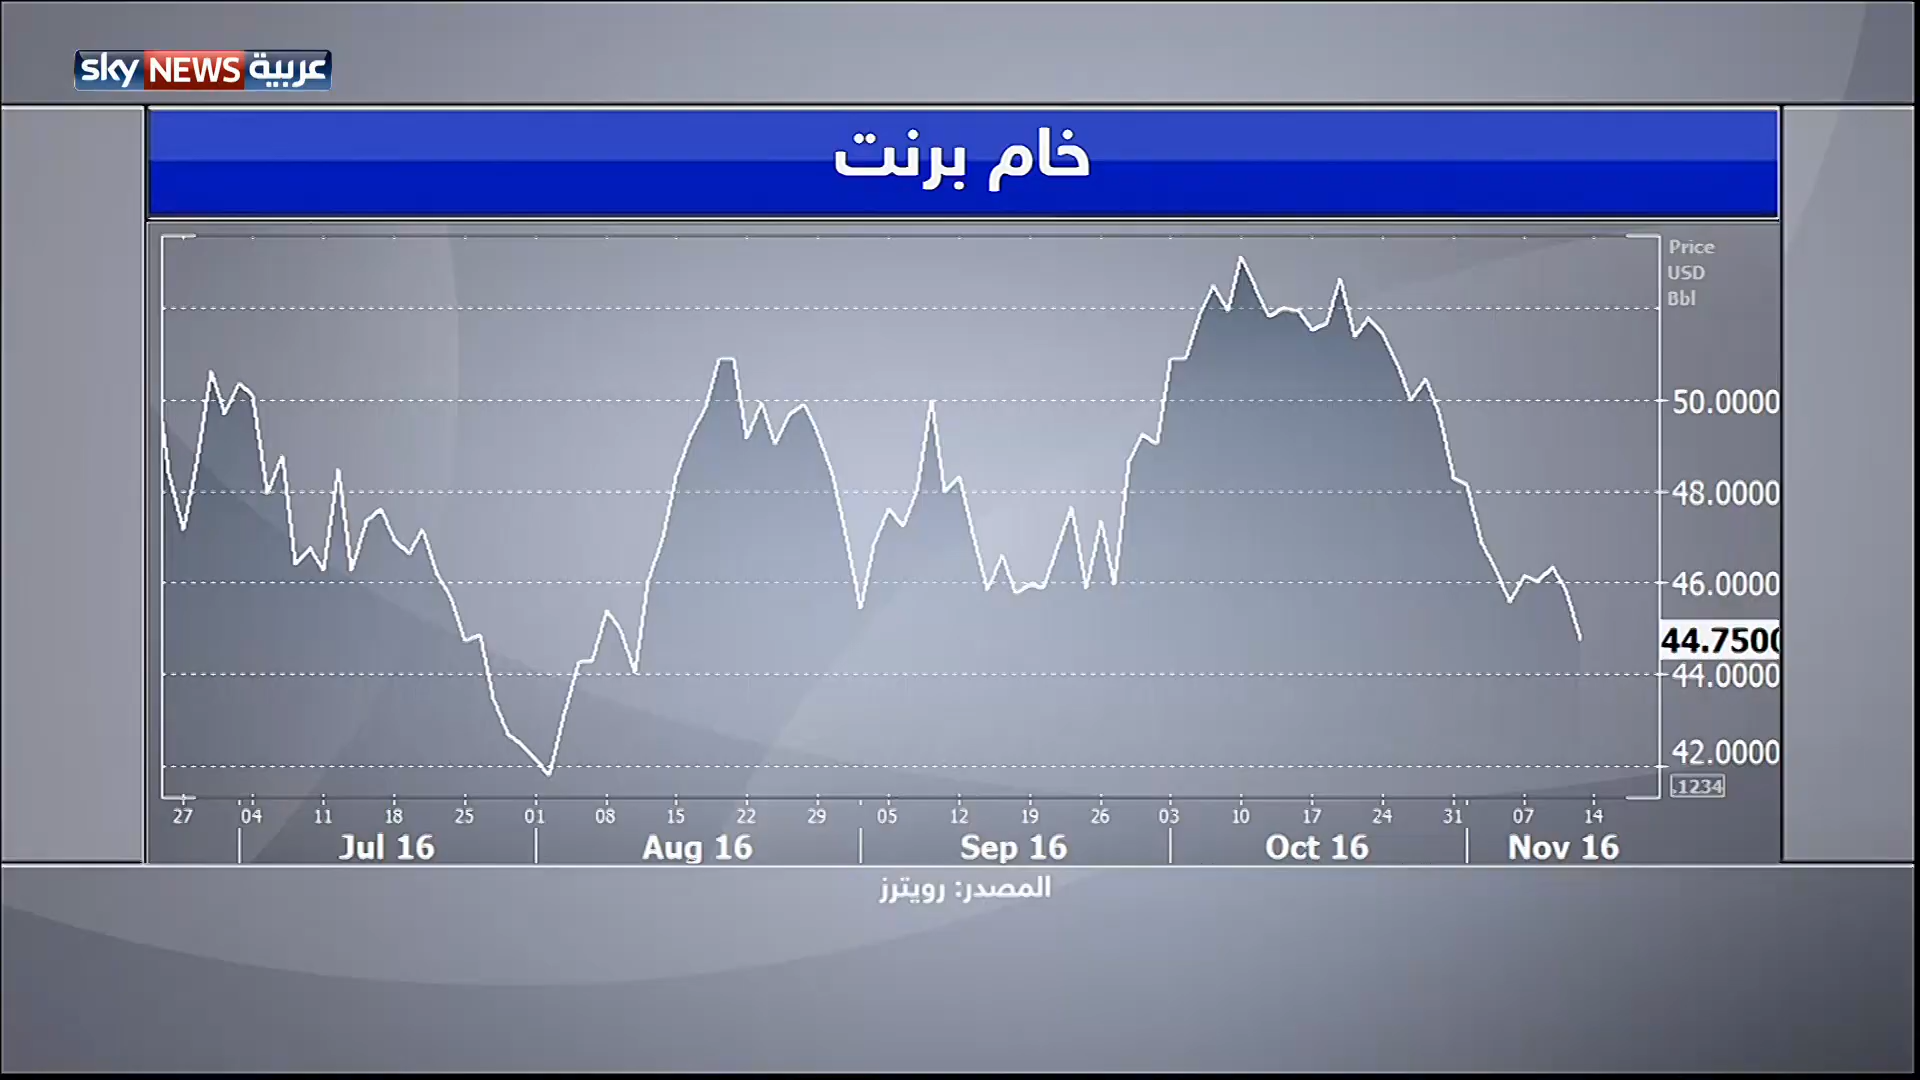 sky NEWS عربية
خام برنت
Price
USD
Bbl
50.0000
48.0000
46.0000
44.7500
44.0000
42.0000
.1234
27 04 11 18 25 01 08 15 22 29 05 12 19 26 03 10 17 24 31 07 14
Jul 16 Aug 16 Sep 16 Oct 16 Nov 16
المصدر: رويترز